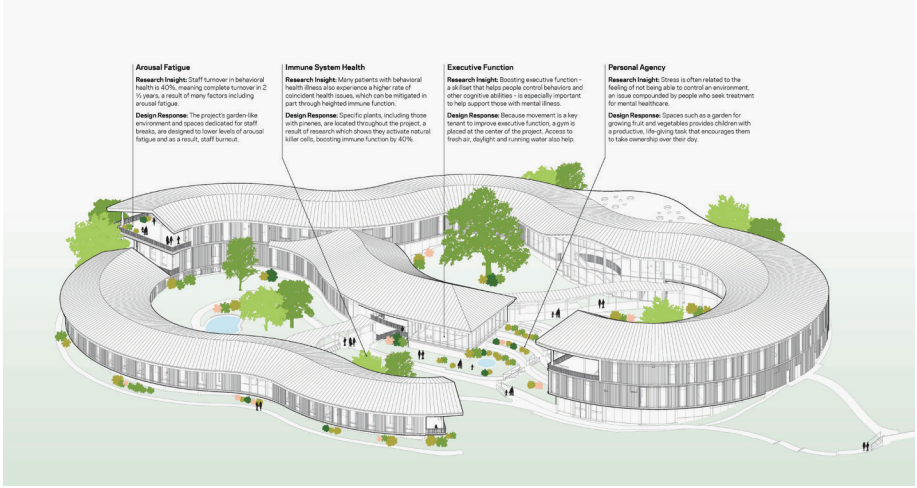 Arousal Fatigue
Research Insight: Staff turnover in behavioral
health is 40%, meaning complete turnover in 2
½ years, a result of many factors including
arousal fatigue.
Design Response: The project's garden-like
environment and spaces dedicated for staff
breaks, are designed to lower levels of arousal
fatigue and as a result, staff burnout.
Immune System Health
Research Insight: Many patients with behavioral
health illness also experience a higher rate of
coincident health issues, which can be mitigated in
part through heighted immune function.
Design Response: Specific plants, including those
with pinenes, are located throughout the project, a
result of research which shows they activate natural
killer cells, boosting immune function by 40%.
Executive Function
Research Insight: Boosting executive function -
a skillset that helps people control behaviors and
other cognitive abilities - is especially important
to help support those with mental illness.
Design Response: Because movement is a key
tenant to improve executive function, a gym is
placed at the center of the project. Access to
fresh air, daylight and running water also help.
Personal Agency
Research Insight: Stress is often related to the
feeling of not being able to control an environment,
an issue compounded by people who seek treatment
for mental healthcare.
Design Response: Spaces such as a garden for
growing fruit and vegetables provides children with
a productive, life-giving task that encourages them
to take ownership over their day.